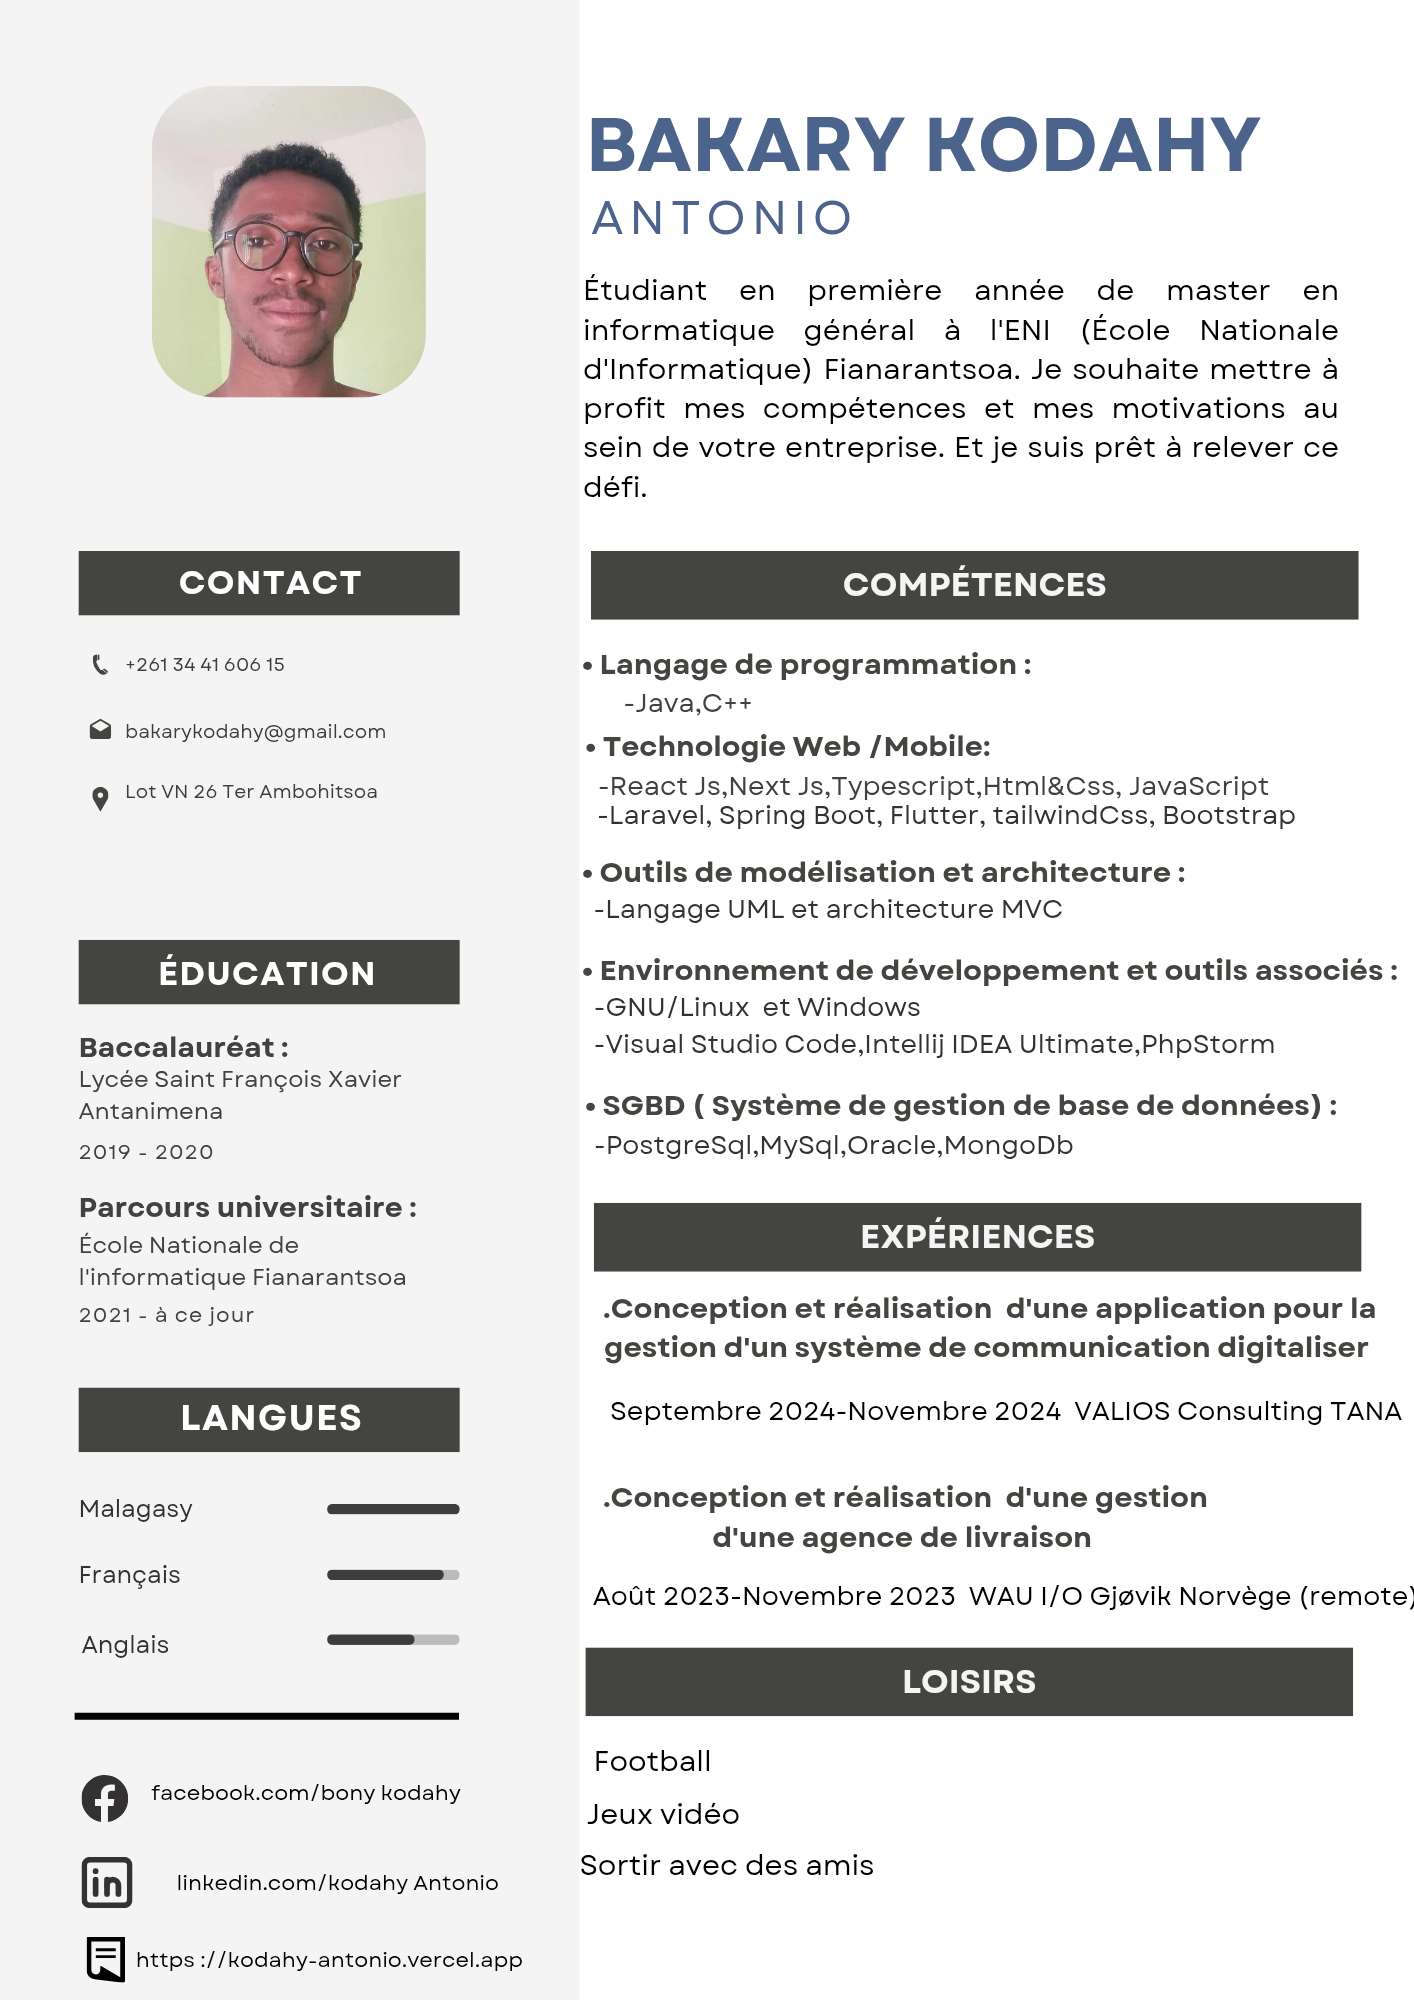 BAKARY KODAHY
ANTONIO
Étudiant en première année de master en
informatique général à l'ENI (École Nationale
d'Informatique) Fianarantsoa. Je souhaite mettre à
profit mes compétences et mes motivations au
sein de votre entreprise. Et je suis prêt à relever ce
défi.
CONTACT
+261 34 41 606 15
bakarykodahy@gmail.com
Lot VN 26 Ter Ambohitsoa
ÉDUCATION
Baccalauréat :
Lycée Saint François Xavier
Antanimena
2019 - 2020
Parcours universitaire :
École Nationale de
l'informatique Fianarantsoa
2021 - à ce jour
LANGUES
Malagasy
Français
Anglais
facebook.com/bony kodahy
linkedin.com/kodahy Antonio
https ://kodahy-antonio.vercel.app
COMPÉTENCES
• Langage de programmation :
-Java,C++
• Technologie Web /Mobile:
-React Js,Next Js,Typescript,Html&Css, JavaScript
-Laravel, Spring Boot, Flutter, tailwindCss, Bootstrap
• Outils de modélisation et architecture :
-Langage UML et architecture MVC
• Environnement de développement et outils associés :
-GNU/Linux et Windows
-Visual Studio Code,Intellij IDEA Ultimate,PhpStorm
• SGBD ( Système de gestion de base de données) :
-PostgreSql,MySql,Oracle,MongoDb
EXPÉRIENCES
.Conception et réalisation d'une application pour la
gestion d'un système de communication digitaliser
Septembre 2024-Novembre 2024 VALIOS Consulting TANA
.Conception et réalisation d'une gestion
d'une agence de livraison
Août 2023-Novembre 2023 WAU I/O Gjøvik Norvège (remote)
LOISIRS
Football
Jeux vidéo
Sortir avec des amis